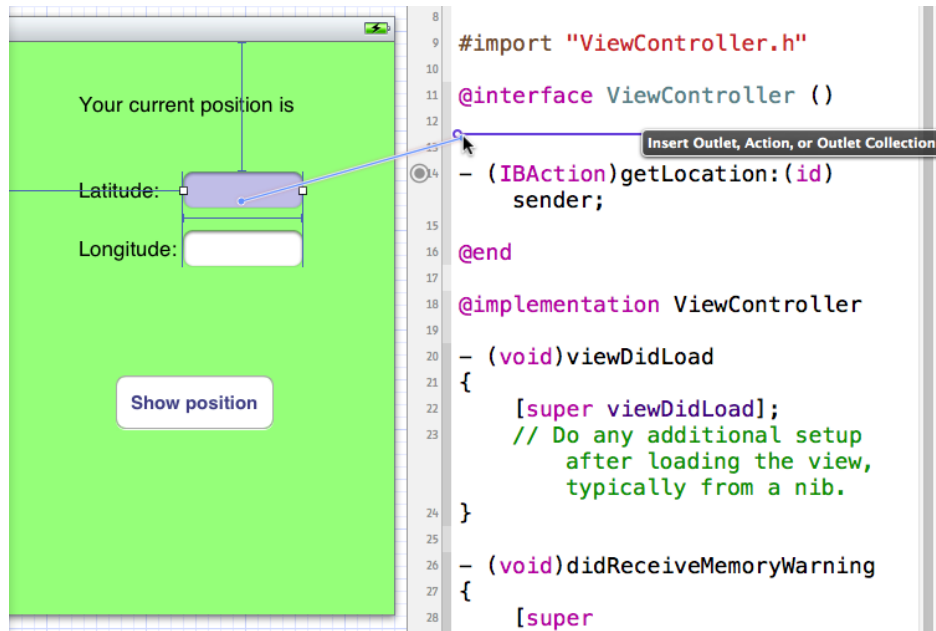 Your current position is
Latitude:
Longitude:
Show position
8
9 #import "ViewController.h"
10
11 @interface ViewController ()
12
Insert Outlet, Action, or Outlet Collection
13
14 - (IBAction)getLocation:(id)
sender;
15
16 @end
17
18 @implementation ViewController
19
20 - (void)viewDidLoad
21 {
22 [super viewDidLoad];
23 // Do any additional setup
after loading the view,
typically from a nib.
24 }
25
26 - (void)didReceiveMemoryWarning
27 {
28 [super